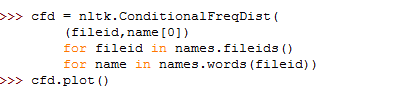 >>> cfd = nltk.ConditionalFreqDist(
(fileid,name[0])
for fileid in names.fileids()
for name in names.words(fileid))
>>> cfd.plot()